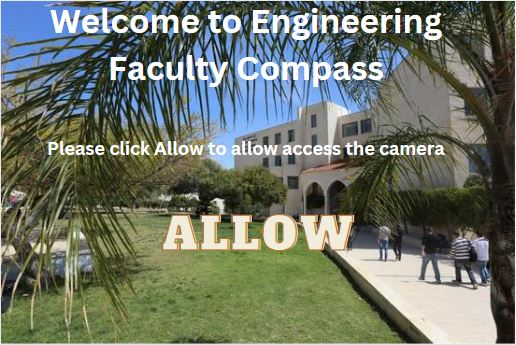 Welcome to Engineering
Faculty Compass
Please click Allow to allow access the camera
ALLOW